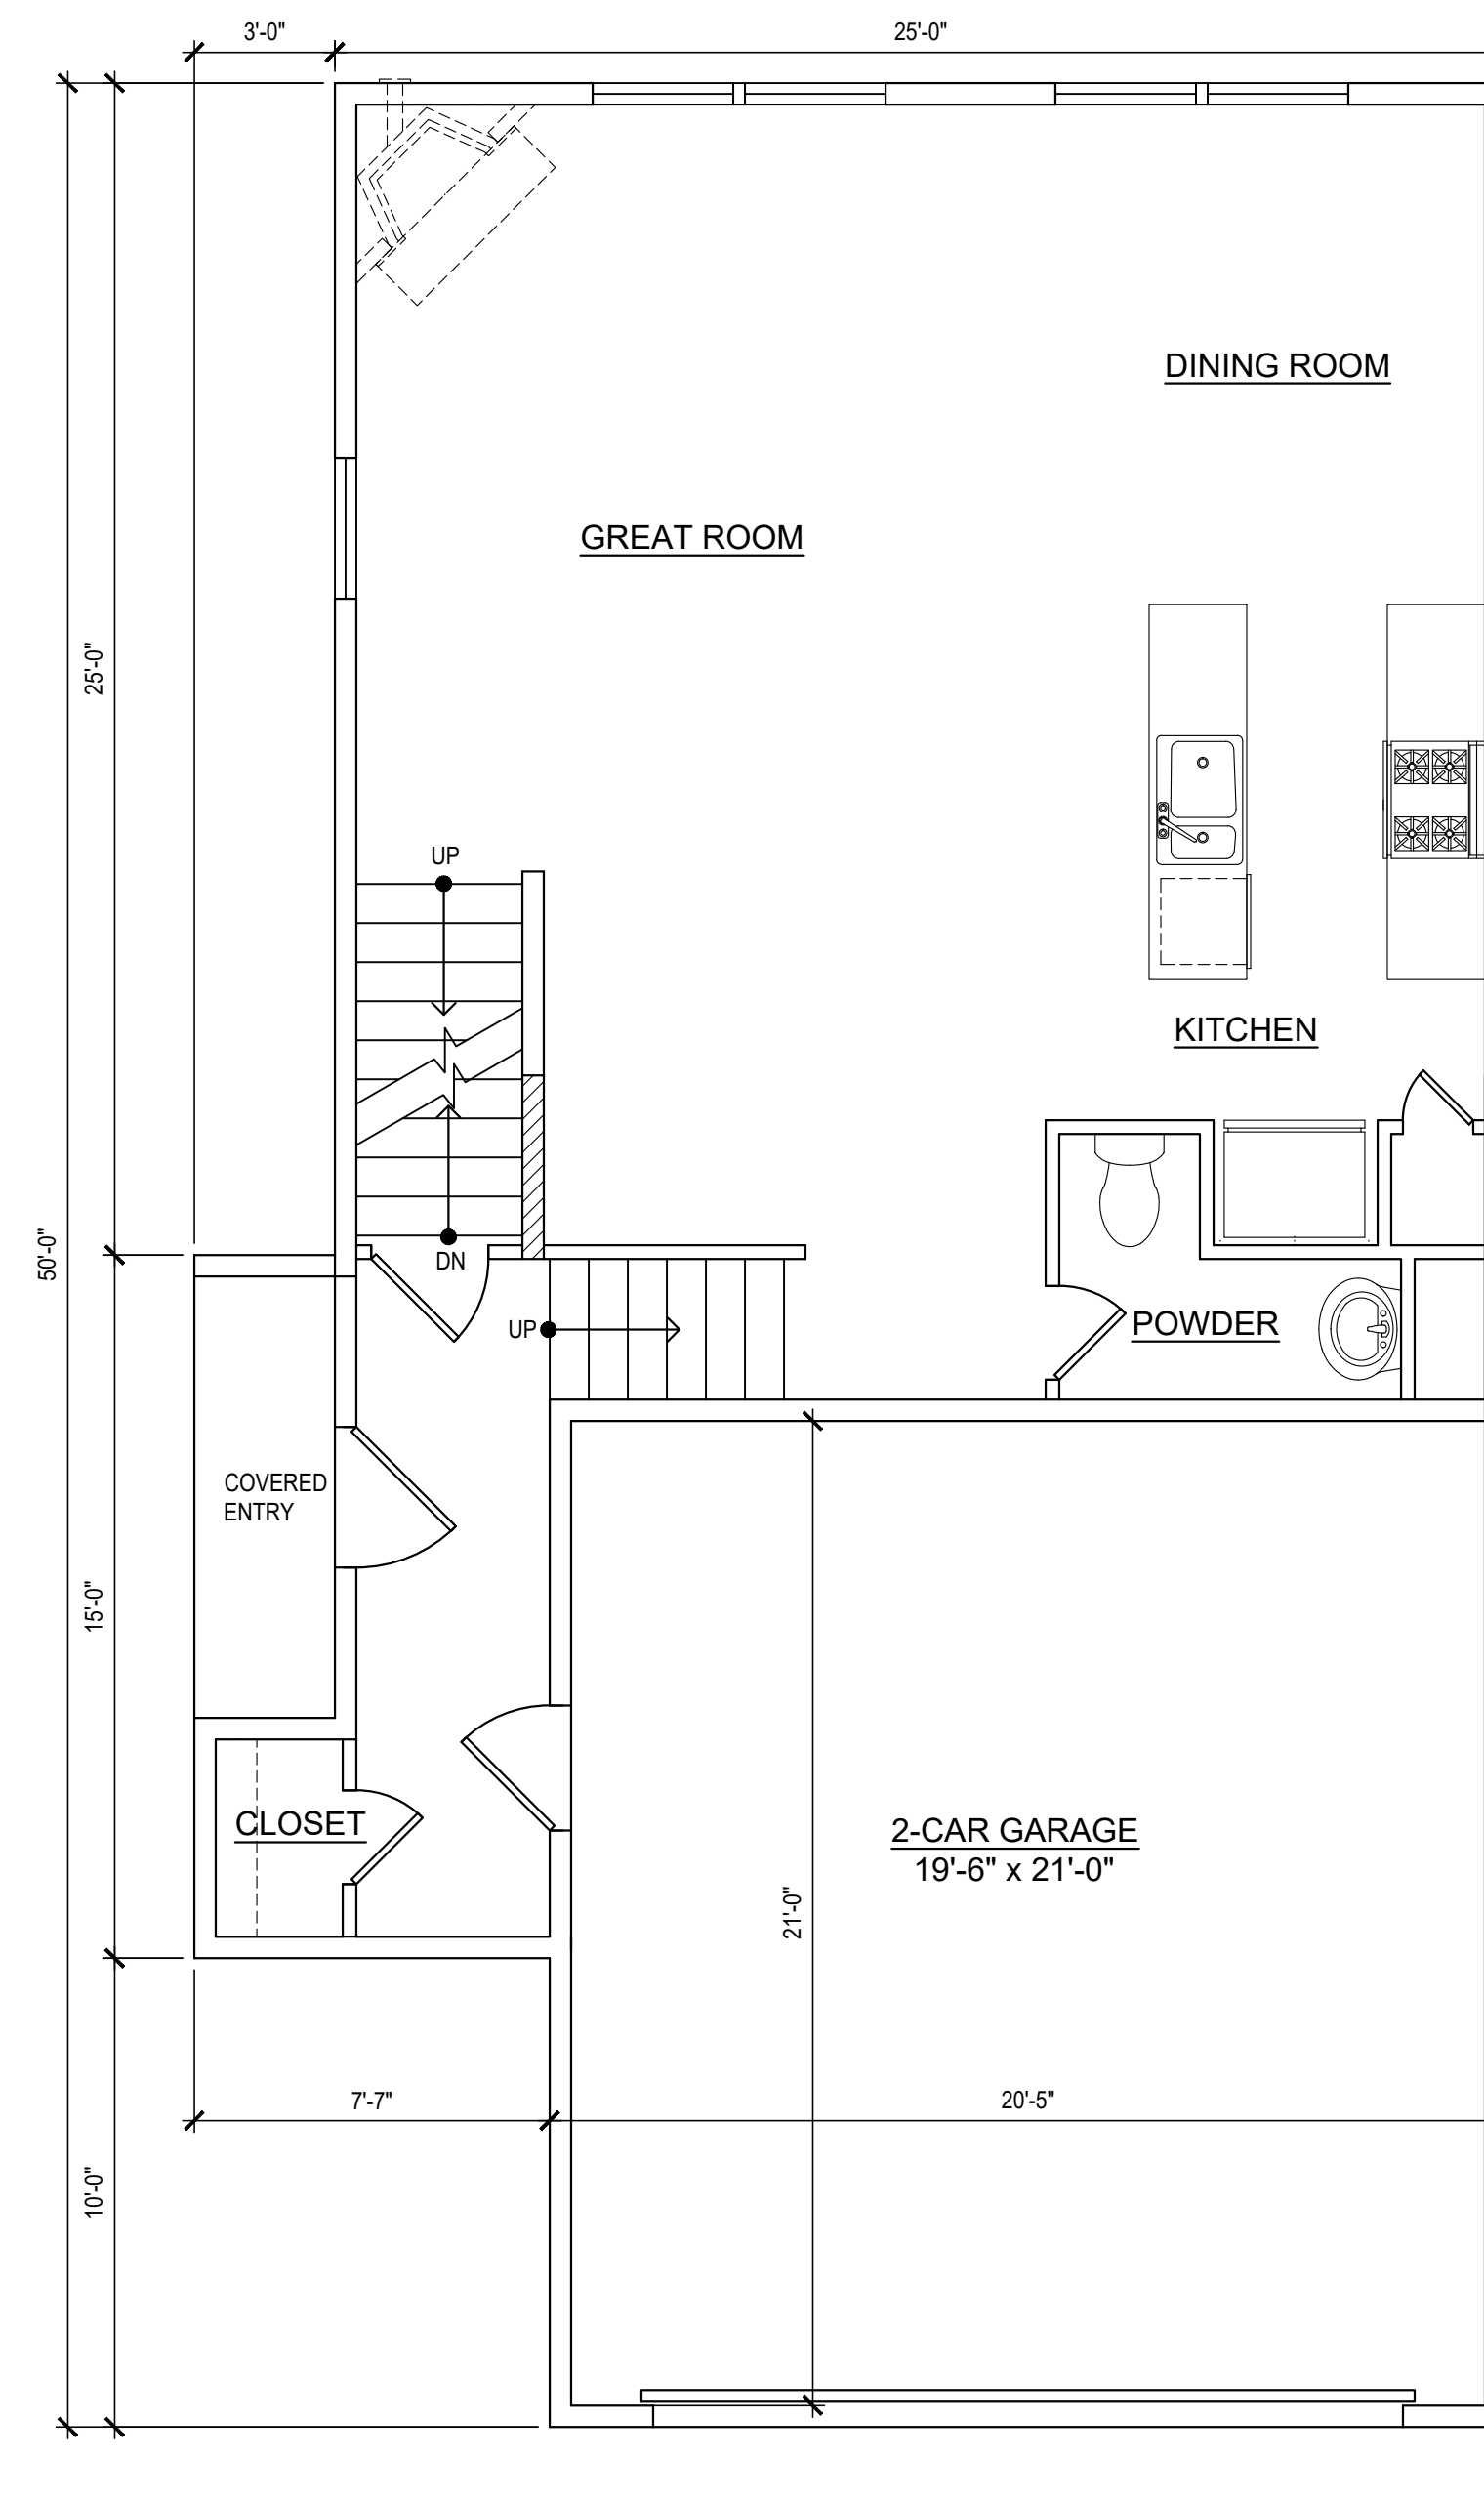 3'-0"
25'-0"
DINING ROOM
GREAT ROOM
25'-0"
UP
KITCHEN
50'-0"
DN
UP
POWDER
COVERED
ENTRY
15'-0"
CLOSET
2-CAR GARAGE
19'-6" x 21'-0"
21'-0"
7'-7"
20'-5"
10'-0"